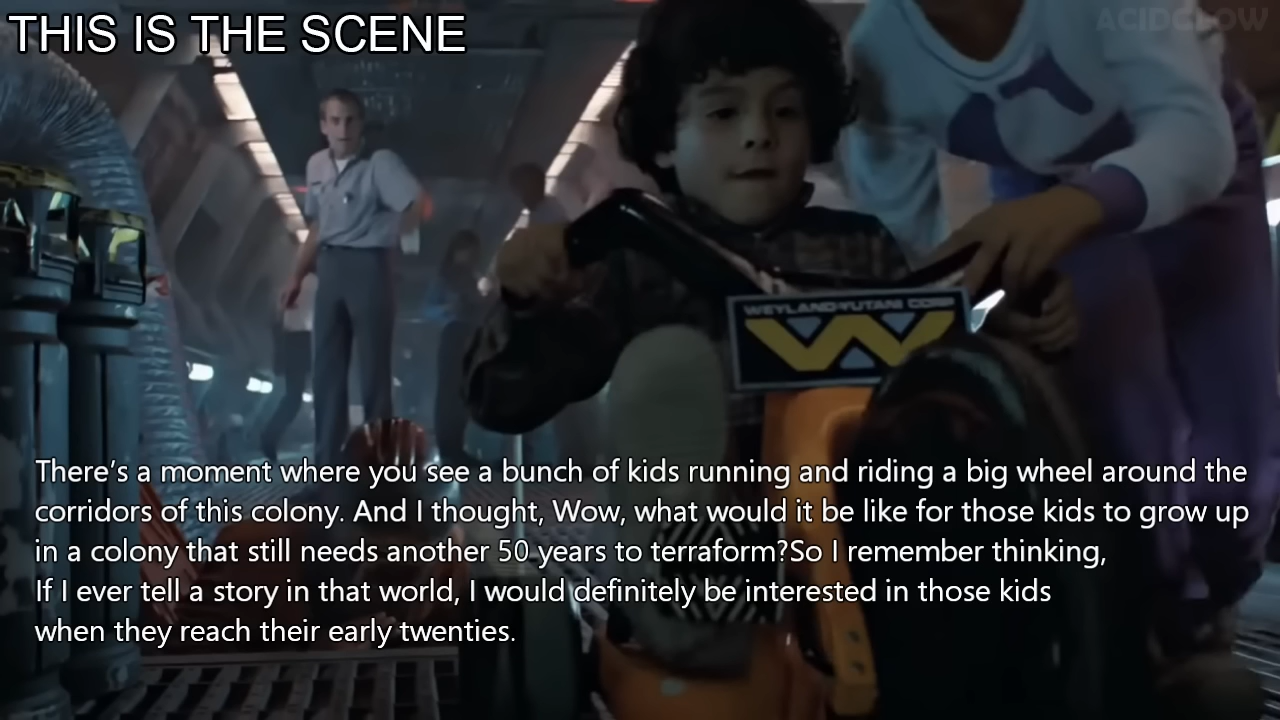 THIS IS THE SCENE
ACIDGLOW
WEYLAND-YUTANI CORP
There's a moment where you see a bunch of kids running and riding a big wheel around the
corridors of this colony. And I thought, Wow, what would it be like for those kids to grow up
in a colony that still needs another 50 years to terraform?So I remember thinking,
If I ever tell a story in that world, I would definitely be interested in those kids
when they reach their early twenties.